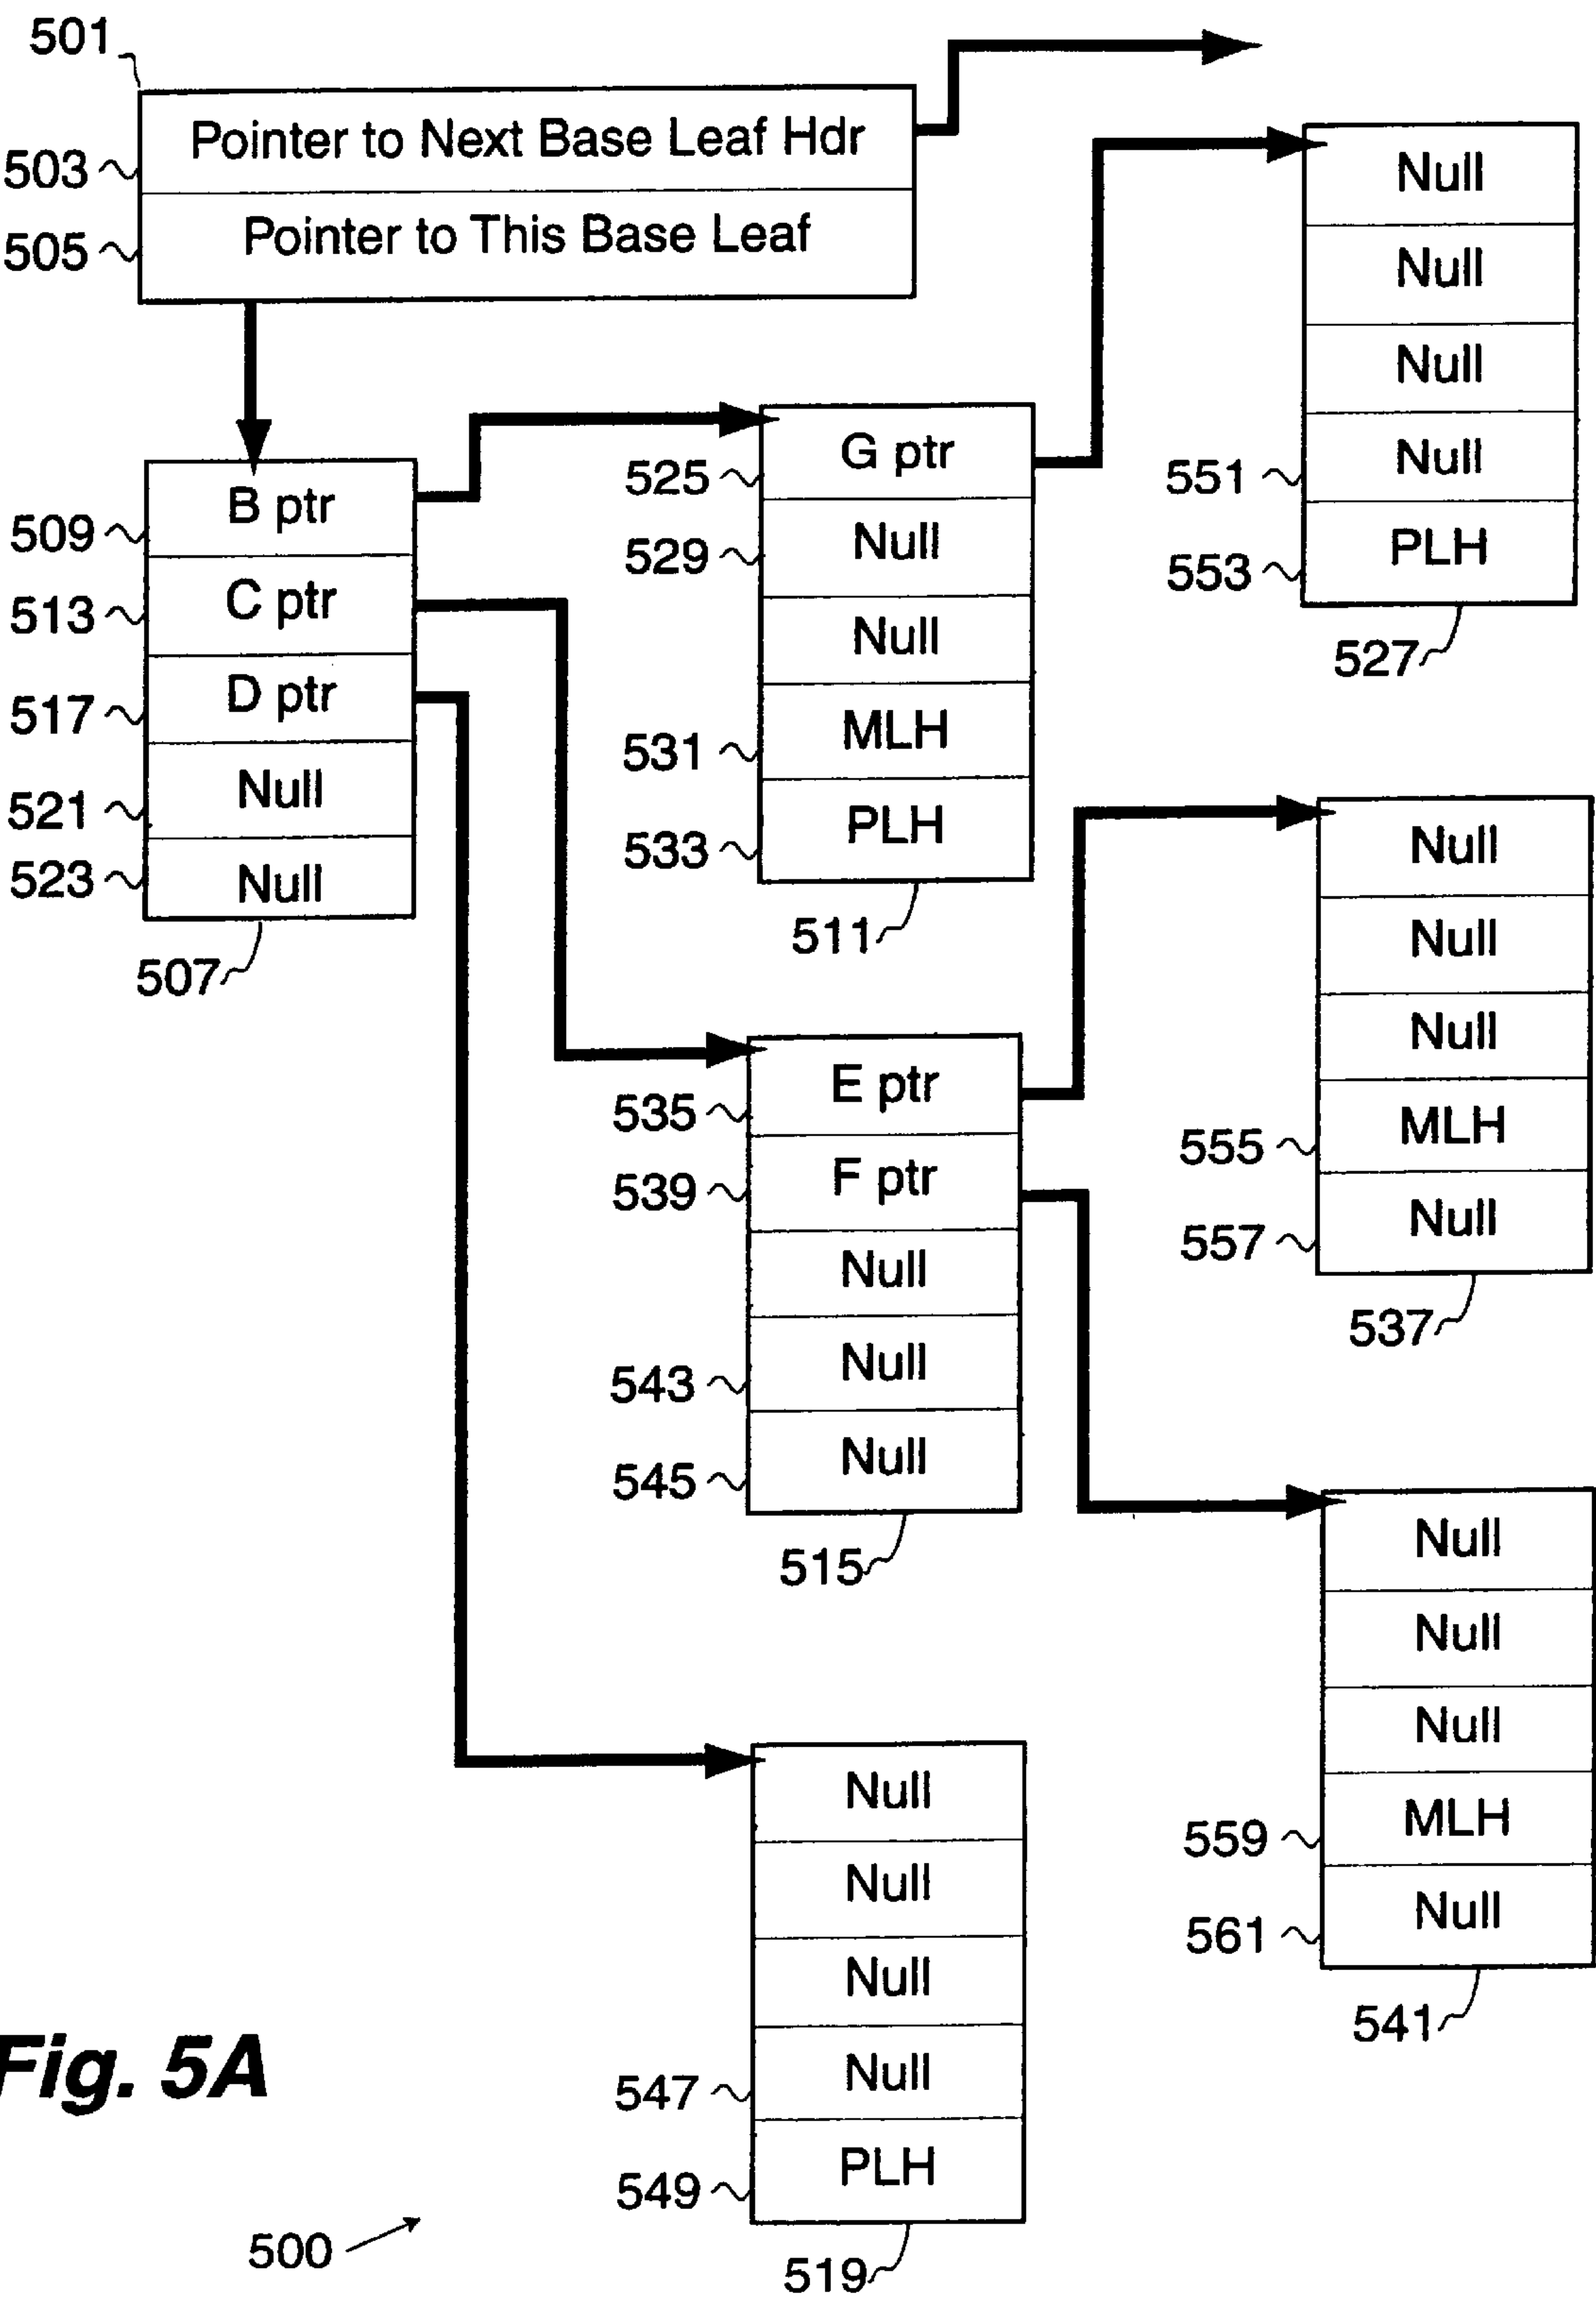 501
503 Pointer to Next Base Leaf Hdr
505 Pointer to This Base Leaf
509 B ptr
513 C ptr
517 D ptr
521 Null
523 Null
507
525 G ptr
529 Null
Null
531 MLH
533 PLH
511
Null
Null
Null
551 Null
553 PLH
527
535 E ptr
539 F ptr
Null
543 Null
545 Null
515
Null
Null
Null
555 MLH
557 Null
537
Null
Null
Null
559 MLH
561 Null
541
Null
Null
Null
547 Null
549 PLH
519
Fig. 5A
500